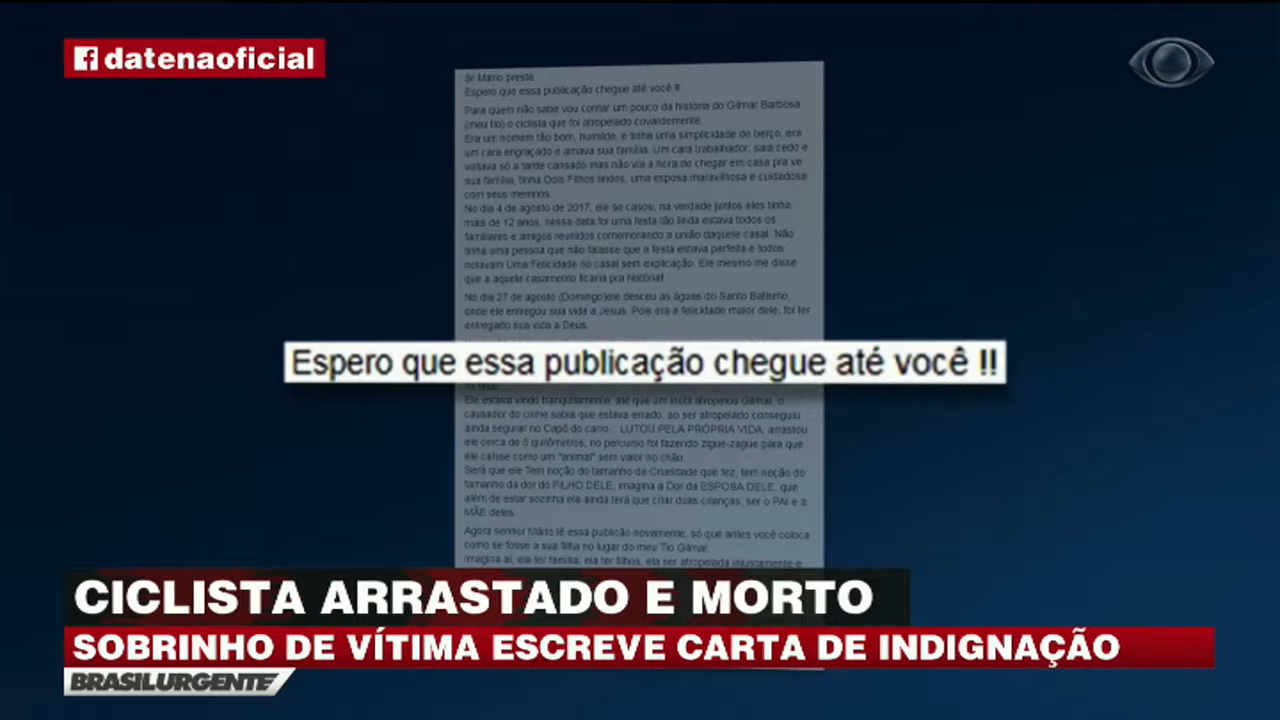 datenaoficial
Sr Mario preste
Espero que essa publicação chegue até você !!
Para quem não sabe vou contar um pouco da história do Gilmar Barbosa
(meu tio) o ciclista que foi atropelado covardemente.
Era um homem tão bom, humilde, e tinha uma simplicidade de berço, era
um cara engraçado e amava sua família. Um cara trabalhador, saia cedo e
voltava só a tarde cansado mas não via a hora de chegar em casa pra ve
sua família, tinha Dois Filhos lindos, uma esposa maravilhosa e cuidadosa
com seus meninos.
No dia 4 de agosto de 2017, ele se casou, na verdade juntos eles tinha
mais de 12 anos, nessa data foi uma festa tão linda estava todos os
familiares e amigos reunidos comemorando a união daquele casal. Não
tinha uma pessoa que não falasse que a festa estava perfeita e todos
notavam Uma Felicidade no casal sem explicação. Ele mesmo me disse
que a aquele casamento ficaria pra história!
No dia 27 de agosto (Domingo)ele desceu as águas do Santo Batismo,
onde ele entregou sua vida a Jesus. Pois era a felicidade maior dele, foi ter
entregado sua vida a Deus.
Espero que essa publicação chegue até você !!
Ele estava vindo tranquilamente, até que um inútil atropelou Gilmar, o
causador do crime sabia que estava errado, ao ser atropelado conseguiu
ainda segurar no Capô do carro... LUTOU PELA PRÓPRIA VIDA, arrastou
ele cerca de 5 quilômetros, no percurso foi fazendo zigue-zague para que
ele caísse como um "animal" sem valor no chão.
Será que ele Tem noção do tamanho da Crueldade que fez, tem noção do
tamanho da dor do FILHO DELE, imagina a Dor da ESPOSA DELE, que
além de estar sozinha ela ainda terá que criar duas crianças, ser o PAI e a
MÃE deles.
Agora senhor Mário lê essa publicão novamente, só que antes você coloca
como se fosse a sua filha no lugar do meu Tio Gilmar.
Imagina aí, ela ter família, ela ter filhos, ela ser atropelada injustamente e
CICLISTA ARRASTADO E MORTO
SOBRINHO DE VÍTIMA ESCREVE CARTA DE INDIGNAÇÃO
BRASILURGENTE